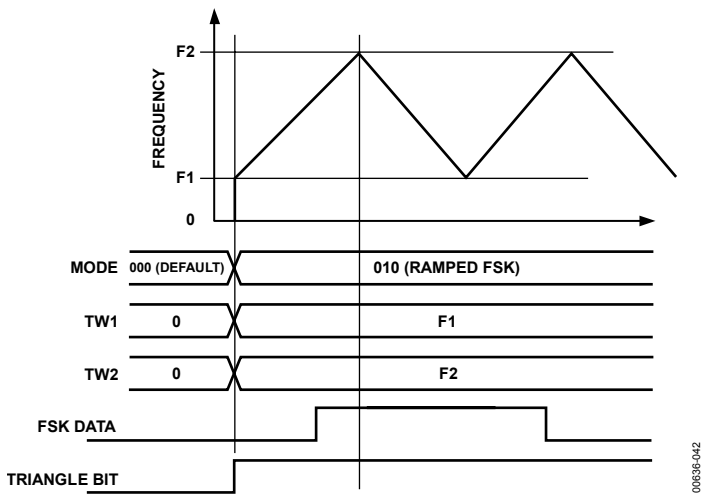 F2
FREQUENCY
F1
0
MODE 000 (DEFAULT) 010 (RAMPED FSK)
TW1 0 F1
TW2 0 F2
FSK DATA
TRIANGLE BIT
00636-042